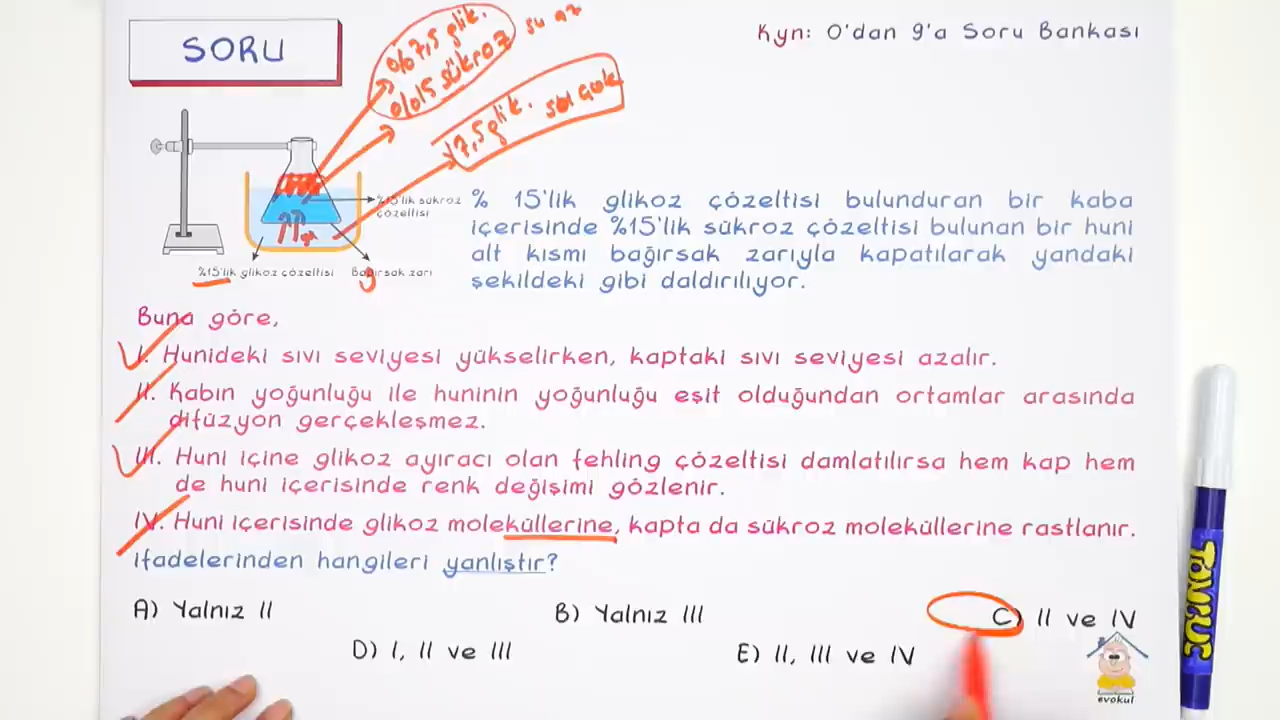 SORU
Kyn: 0'dan 9'a Soru Bankası
%7,5 glik.
%15 sükroz
su az
7,5 glik. su çok
%15'lik sükroz
çözeltisi
%15'lik glikoz çözeltisi
Bağırsak zarı
% 15'lik glikoz çözeltisi bulunduran bir kaba
içerisinde %15'lik sükroz çözeltisi bulunan bir huni
alt kısmı bağırsak zarıyla kapatılarak yandaki
şekildeki gibi daldırılıyor.
Buna göre,
I. Hunideki sıvı seviyesi yükselirken, kaptaki sıvı seviyesi azalır.
II. Kabın yoğunluğu ile huninin yoğunluğu eşit olduğundan ortamlar arasında
difüzyon gerçekleşmez.
III. Huni içine glikoz ayıracı olan fehling çözeltisi damlatılırsa hem kap hem
de huni içerisinde renk değişimi gözlenir.
IV. Huni içerisinde glikoz moleküllerine, kapta da sükroz moleküllerine rastlanır.
ifadelerinden hangileri yanlıştır?
A) Yalnız II
B) Yalnız III
C) II ve IV
D) I, II ve III
E) II, III ve IV
evokul